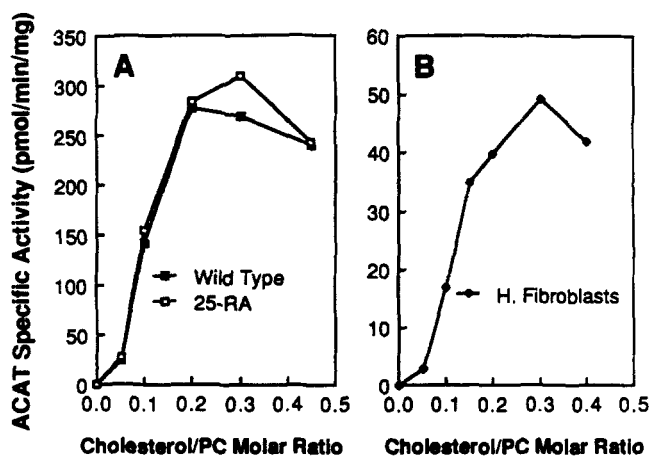 ACAT Specific Activity (pmol/min/mg)
A
350
300
250
200
150
100
50
0
Wild Type
25-RA
0.0 0.1 0.2 0.3 0.4 0.5
Cholesterol/PC Molar Ratio
B
60
50
40
30
20
10
0
H. Fibroblasts
0.0 0.1 0.2 0.3 0.4 0.5
Cholesterol/PC Molar Ratio